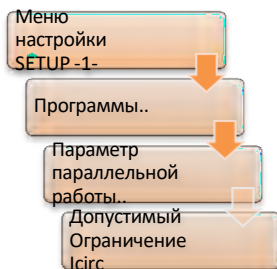 Меню
настройки
SETUP -1-
Программы..
Параметр
параллельной
работы..
Допустимый
Ограничение
Icirc